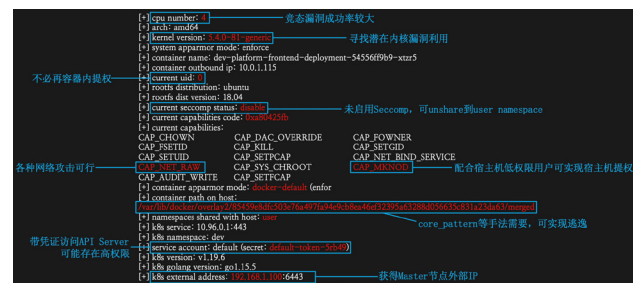 [+] cpu number: 4
竞态漏洞成功率较大
[+] arch: amd64
[+] kernel version: 5.4.0-81-generic
寻找潜在内核漏洞利用
[+] system apparmor mode: enforce
[+] container name: dev-platform-frontend-deployment-54556ff9b9-xtzr5
[+] container outbound ip: 10.0.1.115
不必再容器内提权
[+] current uid: 0
[+] rootfs distribution: ubuntu
[+] rootfs dist version: 18.04
[+] current seccomp status: disable
未启用Seccomp，可unshare到user namespace
[+] current capabilities code: 0xa80425fb
[+] current capabilities:
CAP_CHOWN CAP_DAC_OVERRIDE CAP_FOWNER
CAP_FSETID CAP_KILL CAP_SETGID
CAP_SETUID CAP_SETPCAP CAP_NET_BIND_SERVICE
各种网络攻击可行
CAP_NET_RAW CAP_SYS_CHROOT CAP_MKNOD
配合宿主机低权限用户可实现宿主机提权
CAP_AUDIT_WRITE CAP_SETFCAP
[+] container apparmor mode: docker-default (enfor
[+] container path on host:
[+] namespaces shared with host: user
core_pattern等手法需要，可实现逃逸
[+] k8s service: 10.96.0.1:443
[+] k8s namespace: dev
带凭证访问API Server
可能存在高权限
[+] service account: default (secret: default-token-5rb49)
[+] k8s version: v1.19.6
[+] k8s golang version: go1.15.5
[+] k8s external address: 192.168.1.100:6443
获得Master节点外部IP